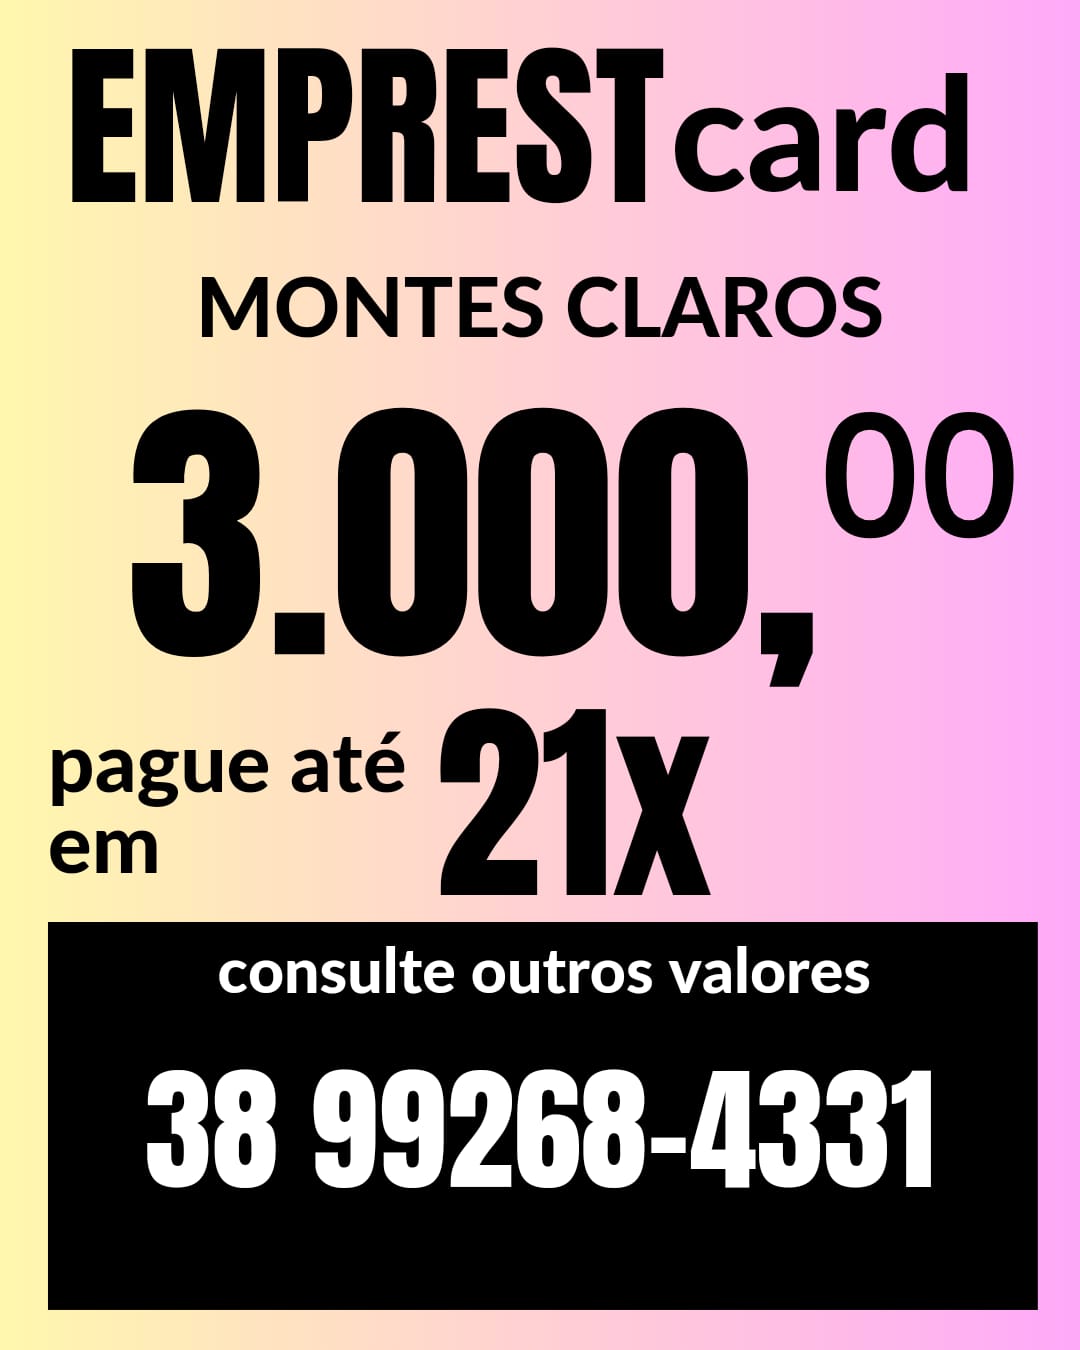 EMPRESTcard
MONTES CLAROS
3.000,00
pague até 21x
em
consulte outros valores
38 99268-4331